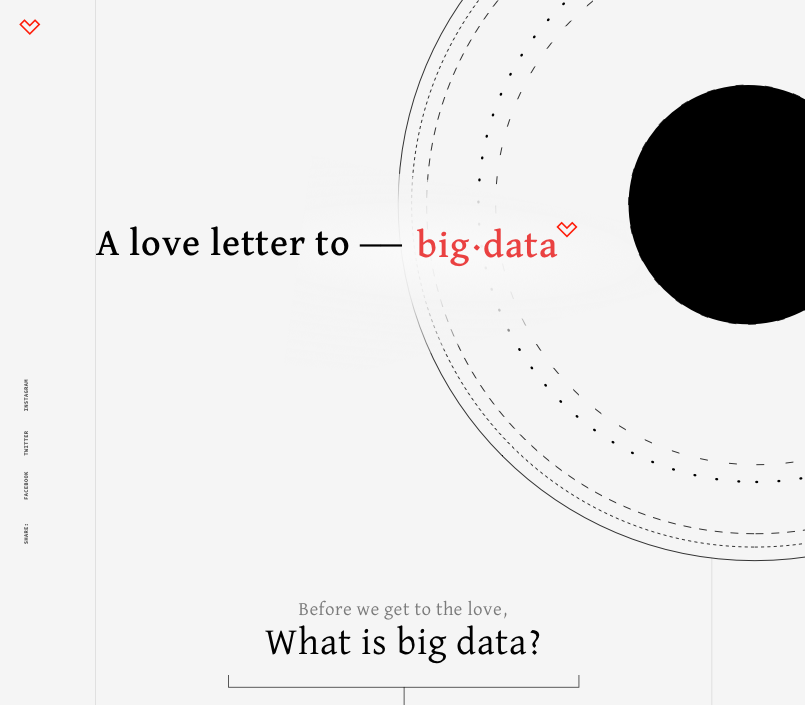 A love letter to — big·data
INSTAGRAM
TWITTER
FACEBOOK
SHARE:
Before we get to the love,
What is big data?